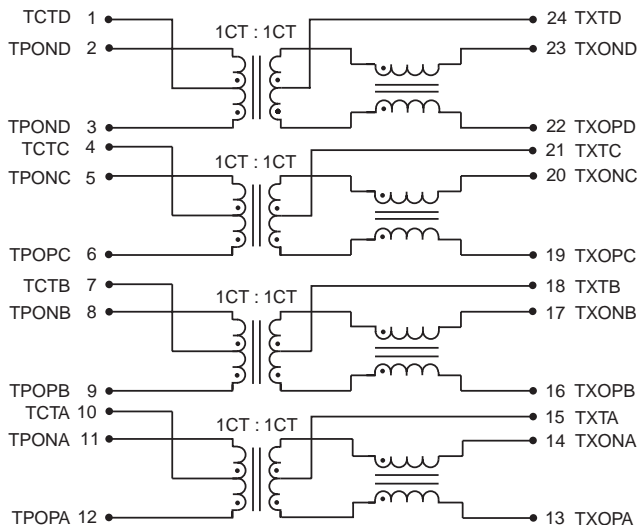 TCTD 1
24 TXTD
1CT : 1CT
TPOND 2
23 TXOND
TPOND 3
22 TXOPD
TCTC 4
21 TXTC
1CT : 1CT
TPONC 5
20 TXONC
TPOPC 6
19 TXOPC
TCTB 7
18 TXTB
1CT : 1CT
TPONB 8
17 TXONB
TPOPB 9
16 TXOPB
TCTA 10
15 TXTA
1CT : 1CT
TPONA 11
14 TXONA
TPOPA 12
13 TXOPA